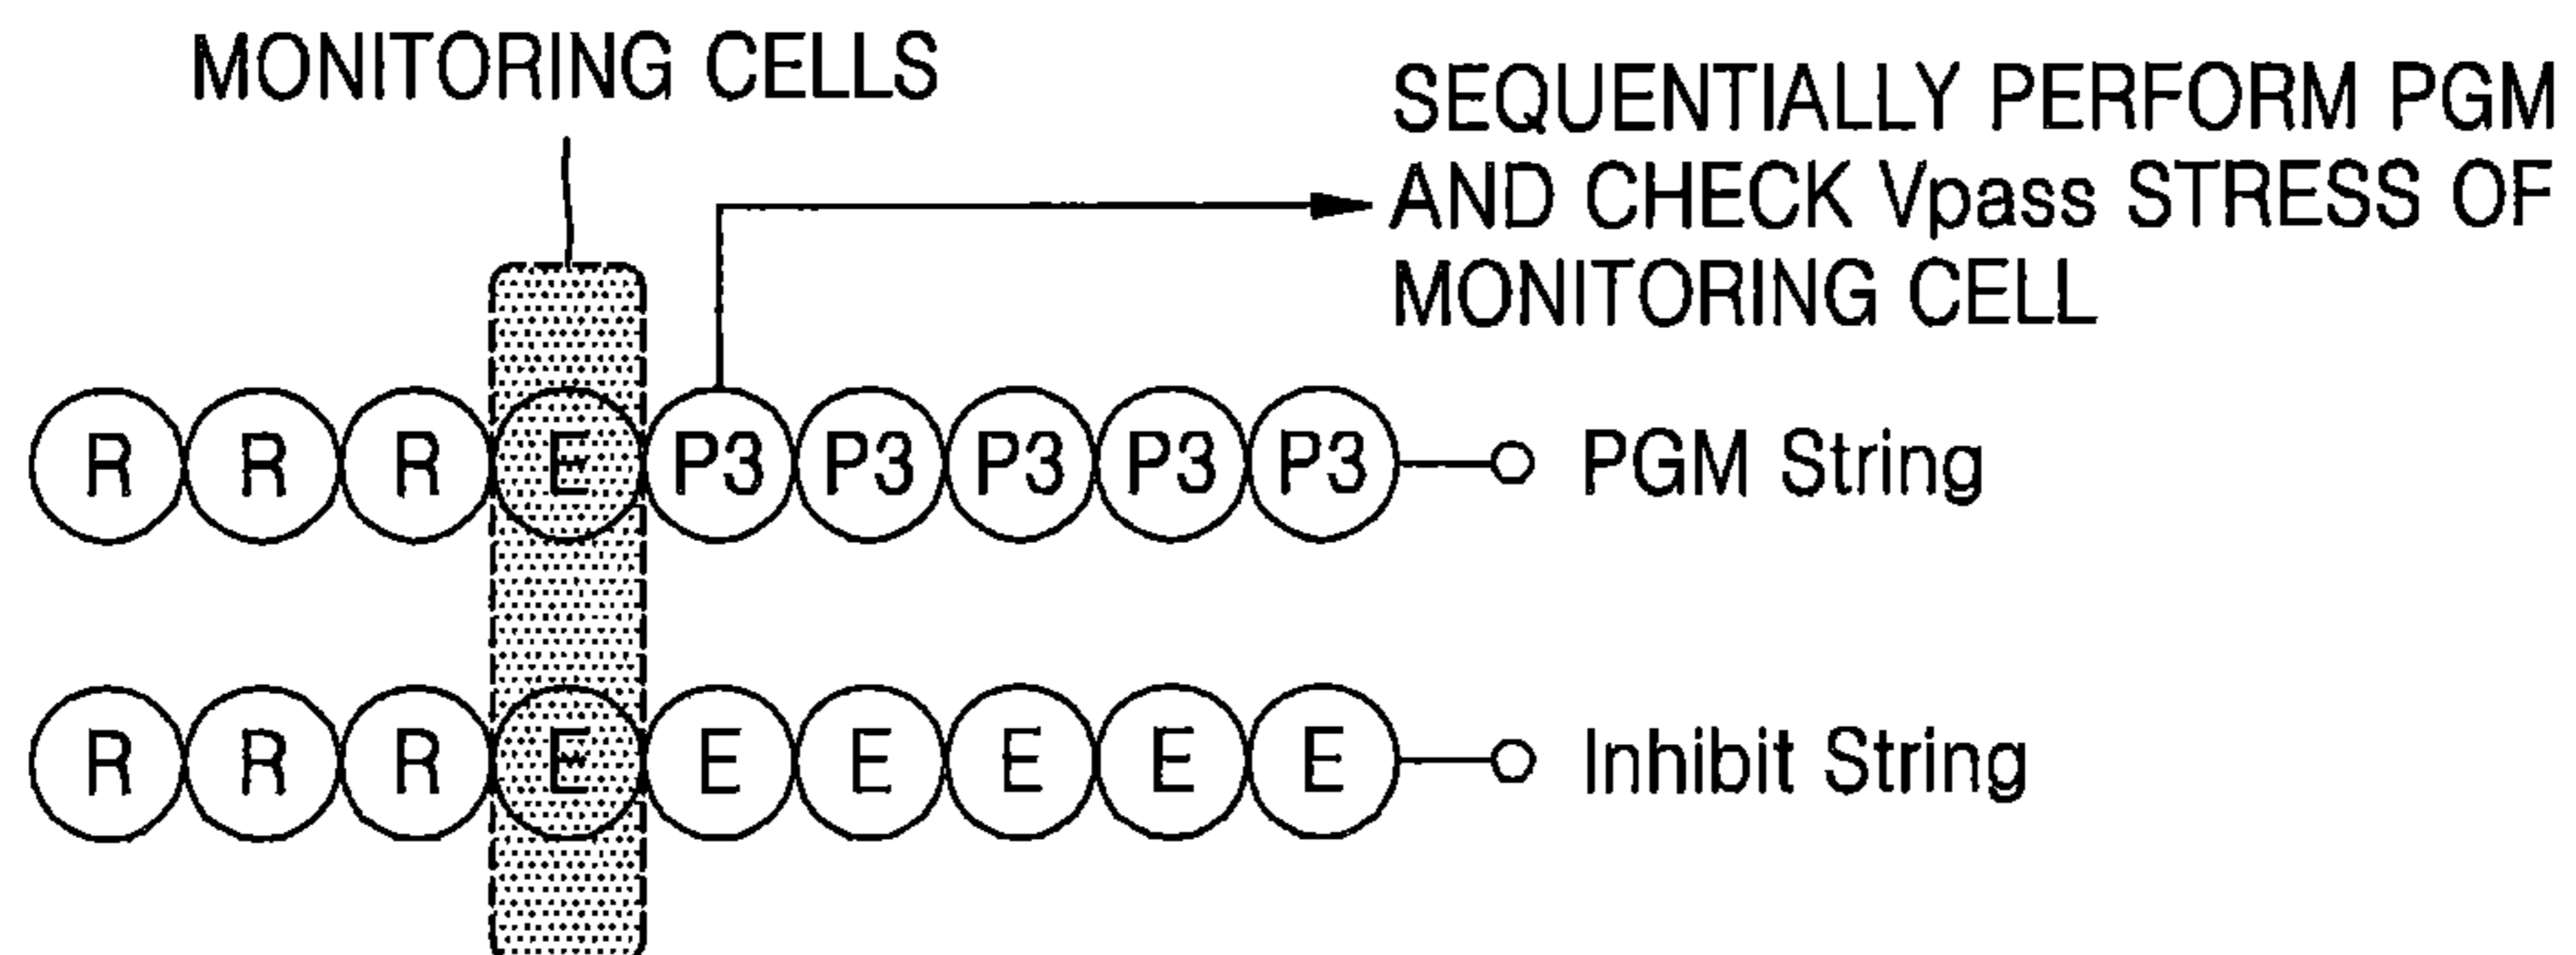 MONITORING CELLS
SEQUENTIALLY PERFORM PGM
AND CHECK Vpass STRESS OF
MONITORING CELL
R R R E P3 P3 P3 P3 P3 PGM String
R R R E E E E E E Inhibit String